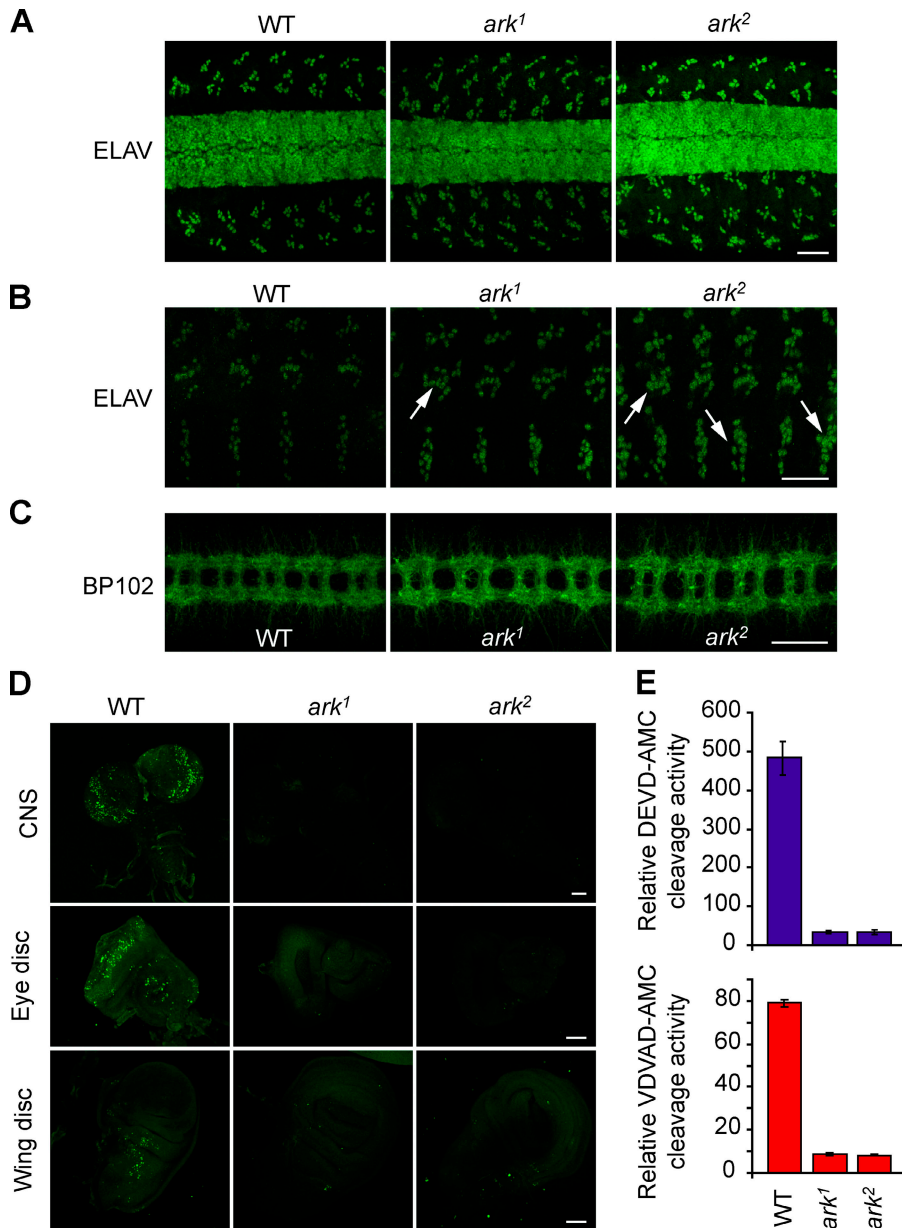 A
WT ark¹ ark²
ELAV
B
WT ark¹ ark²
ELAV
C
BP102
WT ark¹ ark²
D
WT ark¹ ark²
CNS
Eye disc
Wing disc
E
Relative DEVD-AMC
cleavage activity
600
500
400
300
200
100
0
Relative VDVAD-AMC
cleavage activity
80
60
40
20
0
WT ark¹ ark²